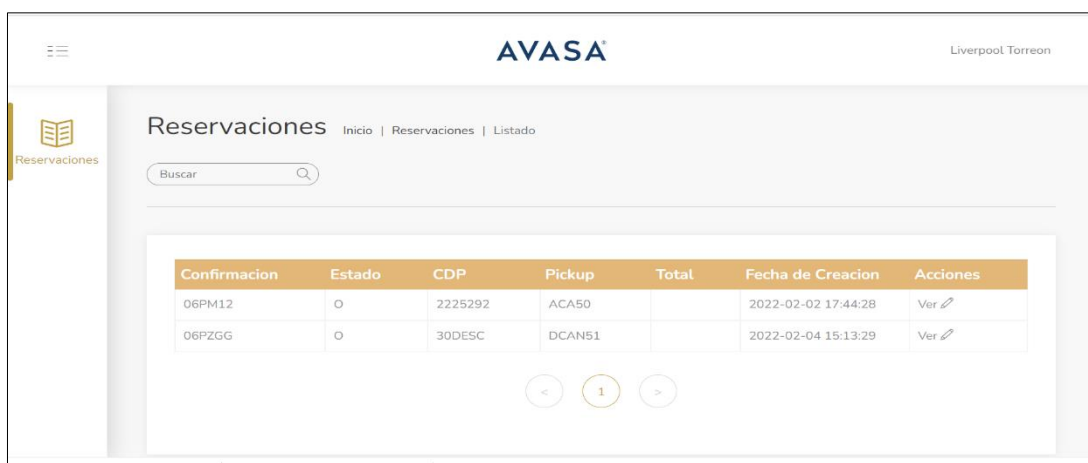 AVASA®
Liverpool Torreon
Reservaciones
Reservaciones Inicio | Reservaciones | Listado
Buscar
Confirmacion Estado CDP Pickup Total Fecha de Creacion Acciones
06PM12 O 2225292 ACA50 2022-02-02 17:44:28 Ver
06PZGG O 30DESC DCAN51 2022-02-04 15:13:29 Ver
< 1 >